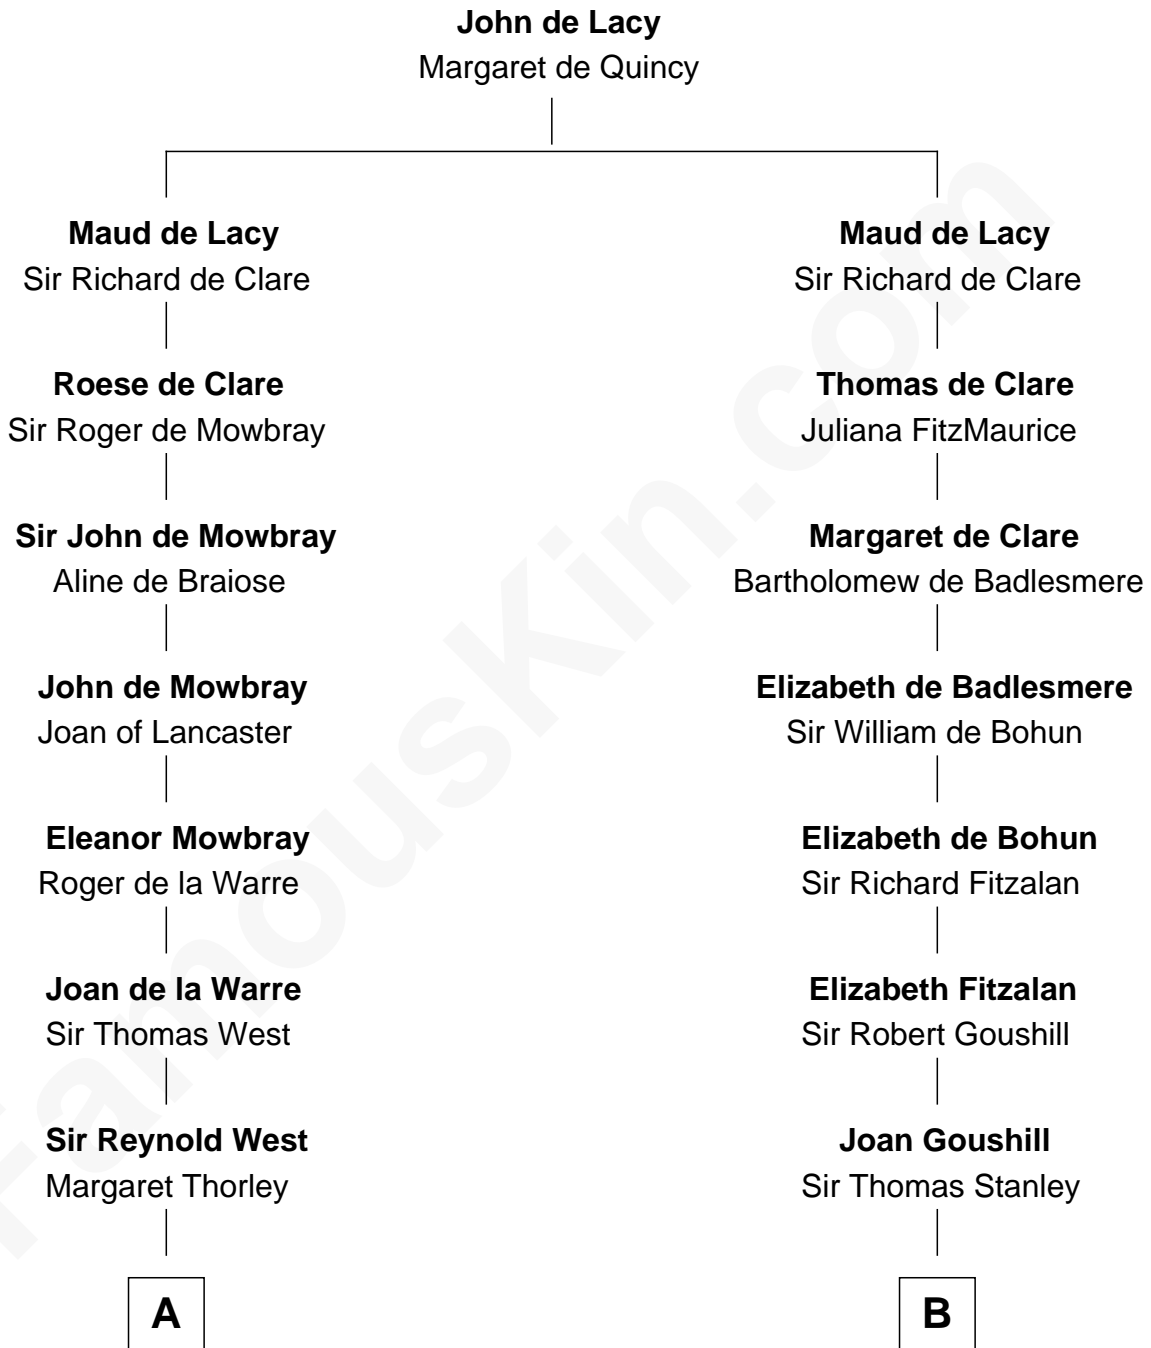 John de Lacy
Margaret de Quincy
Maud de Lacy
Sir Richard de Clare
Roese de Clare
Sir Roger de Mowbray
Sir John de Mowbray
Aline de Braiose
John de Mowbray
Joan of Lancaster
Eleanor Mowbray
Roger de la Warre
Joan de la Warre
Sir Thomas West
Sir Reynold West
Margaret Thorley
A
Maud de Lacy
Sir Richard de Clare
Thomas de Clare
Juliana FitzMaurice
Margaret de Clare
Bartholomew de Badlesmere
Elizabeth de Badlesmere
Sir William de Bohun
Elizabeth de Bohun
Sir Richard Fitzalan
Elizabeth Fitzalan
Sir Robert Goushill
Joan Goushill
Sir Thomas Stanley
B
FamousKin.com